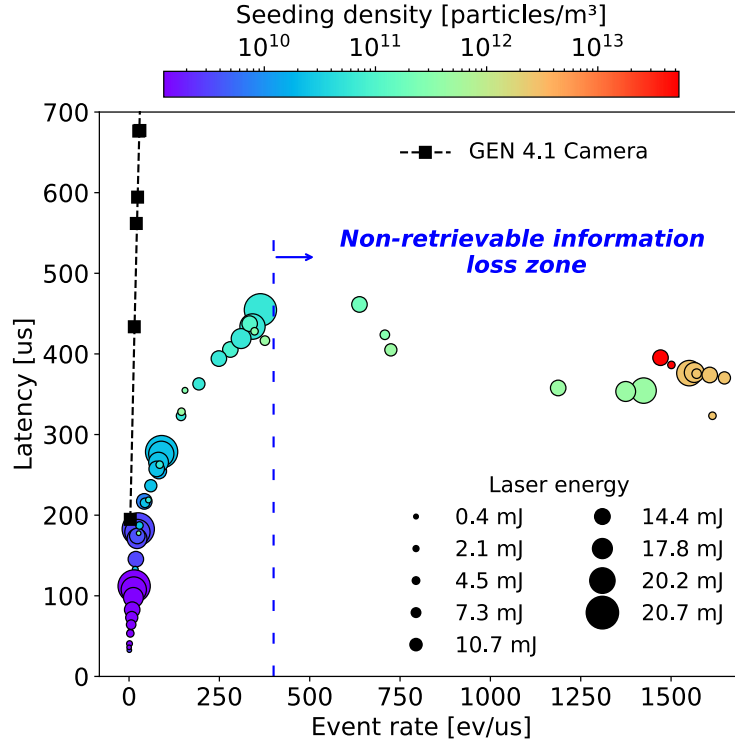 Seeding density [particles/m³]
10¹⁰ 10¹¹ 10¹² 10¹³
700
600
500
400
300
200
100
0
Latency [us]
GEN 4.1 Camera
Non-retrievable information
loss zone
Laser energy
0.4 mJ
2.1 mJ
4.5 mJ
7.3 mJ
10.7 mJ
14.4 mJ
17.8 mJ
20.2 mJ
20.7 mJ
0 250 500 750 1000 1250 1500
Event rate [ev/us]